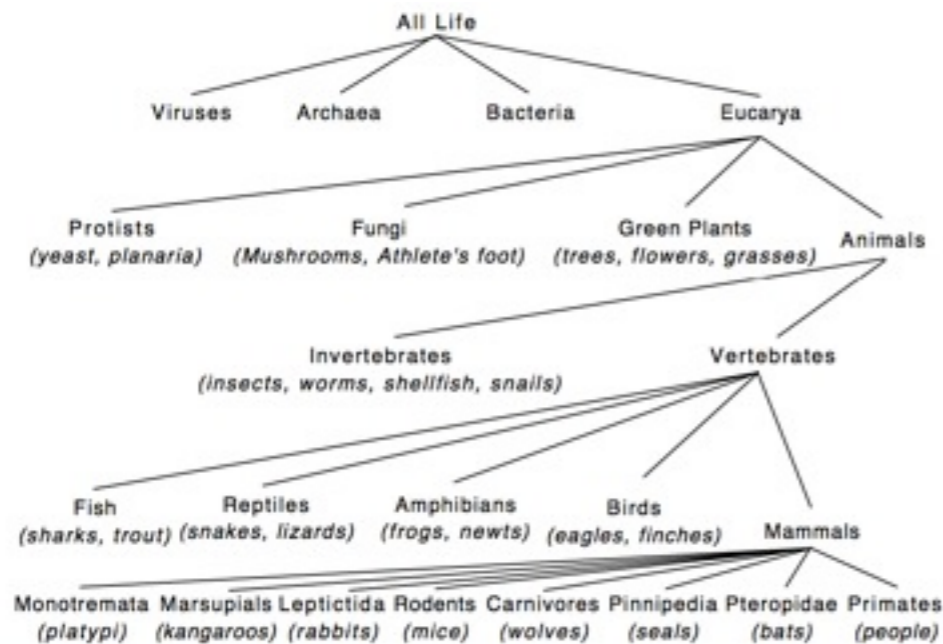 All Life
Viruses Archaea Bacteria Eucarya
Protists Fungi Green Plants Animals
(yeast, planaria) (Mushrooms, Athlete's foot) (trees, flowers, grasses)
Invertebrates Vertebrates
(insects, worms, shellfish, snails)
Fish Reptiles Amphibians Birds
(sharks, trout) (snakes, lizards) (frogs, newts) (eagles, finches) Mammals
Monotremata Marsupials Leptictida Rodents Carnivores Pinnipedia Pteropidae Primates
(platypi) (kangaroos) (rabbits) (mice) (wolves) (seals) (bats) (people)